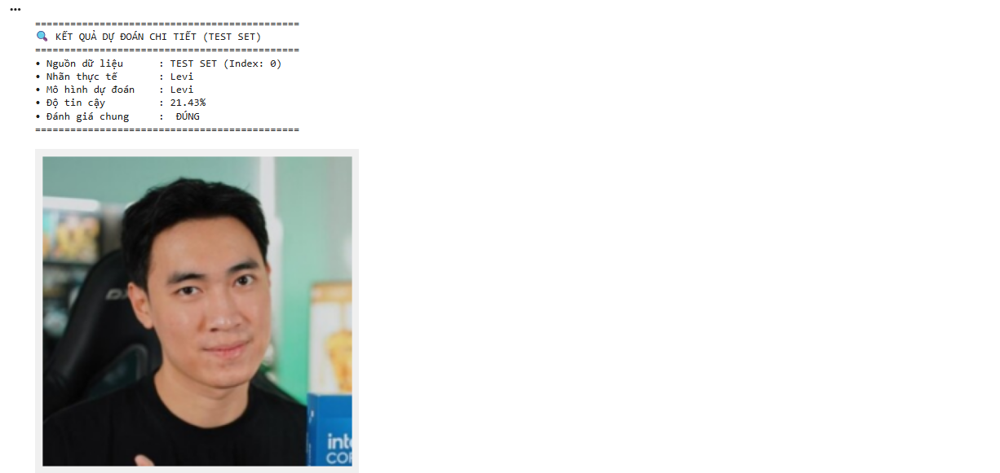 ...
=============================================
🔍 KẾT QUẢ DỰ ĐOÁN CHI TIẾT (TEST SET)
=============================================
• Nguồn dữ liệu : TEST SET (Index: 0)
• Nhãn thực tế : Levi
• Mô hình dự đoán : Levi
• Độ tin cậy : 21.43%
• Đánh giá chung : ĐÚNG
=============================================
inte
COR